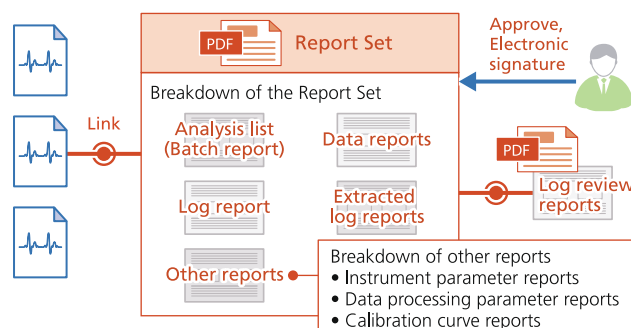 PDF
Report Set
Approve,
Electronic
signature
Breakdown of the Report Set
Link
Analysis list
(Batch report)
Data reports
PDF
Log report
Extracted
log reports
Log review
reports
Other reports
Breakdown of other reports
• Instrument parameter reports
• Data processing parameter reports
• Calibration curve reports